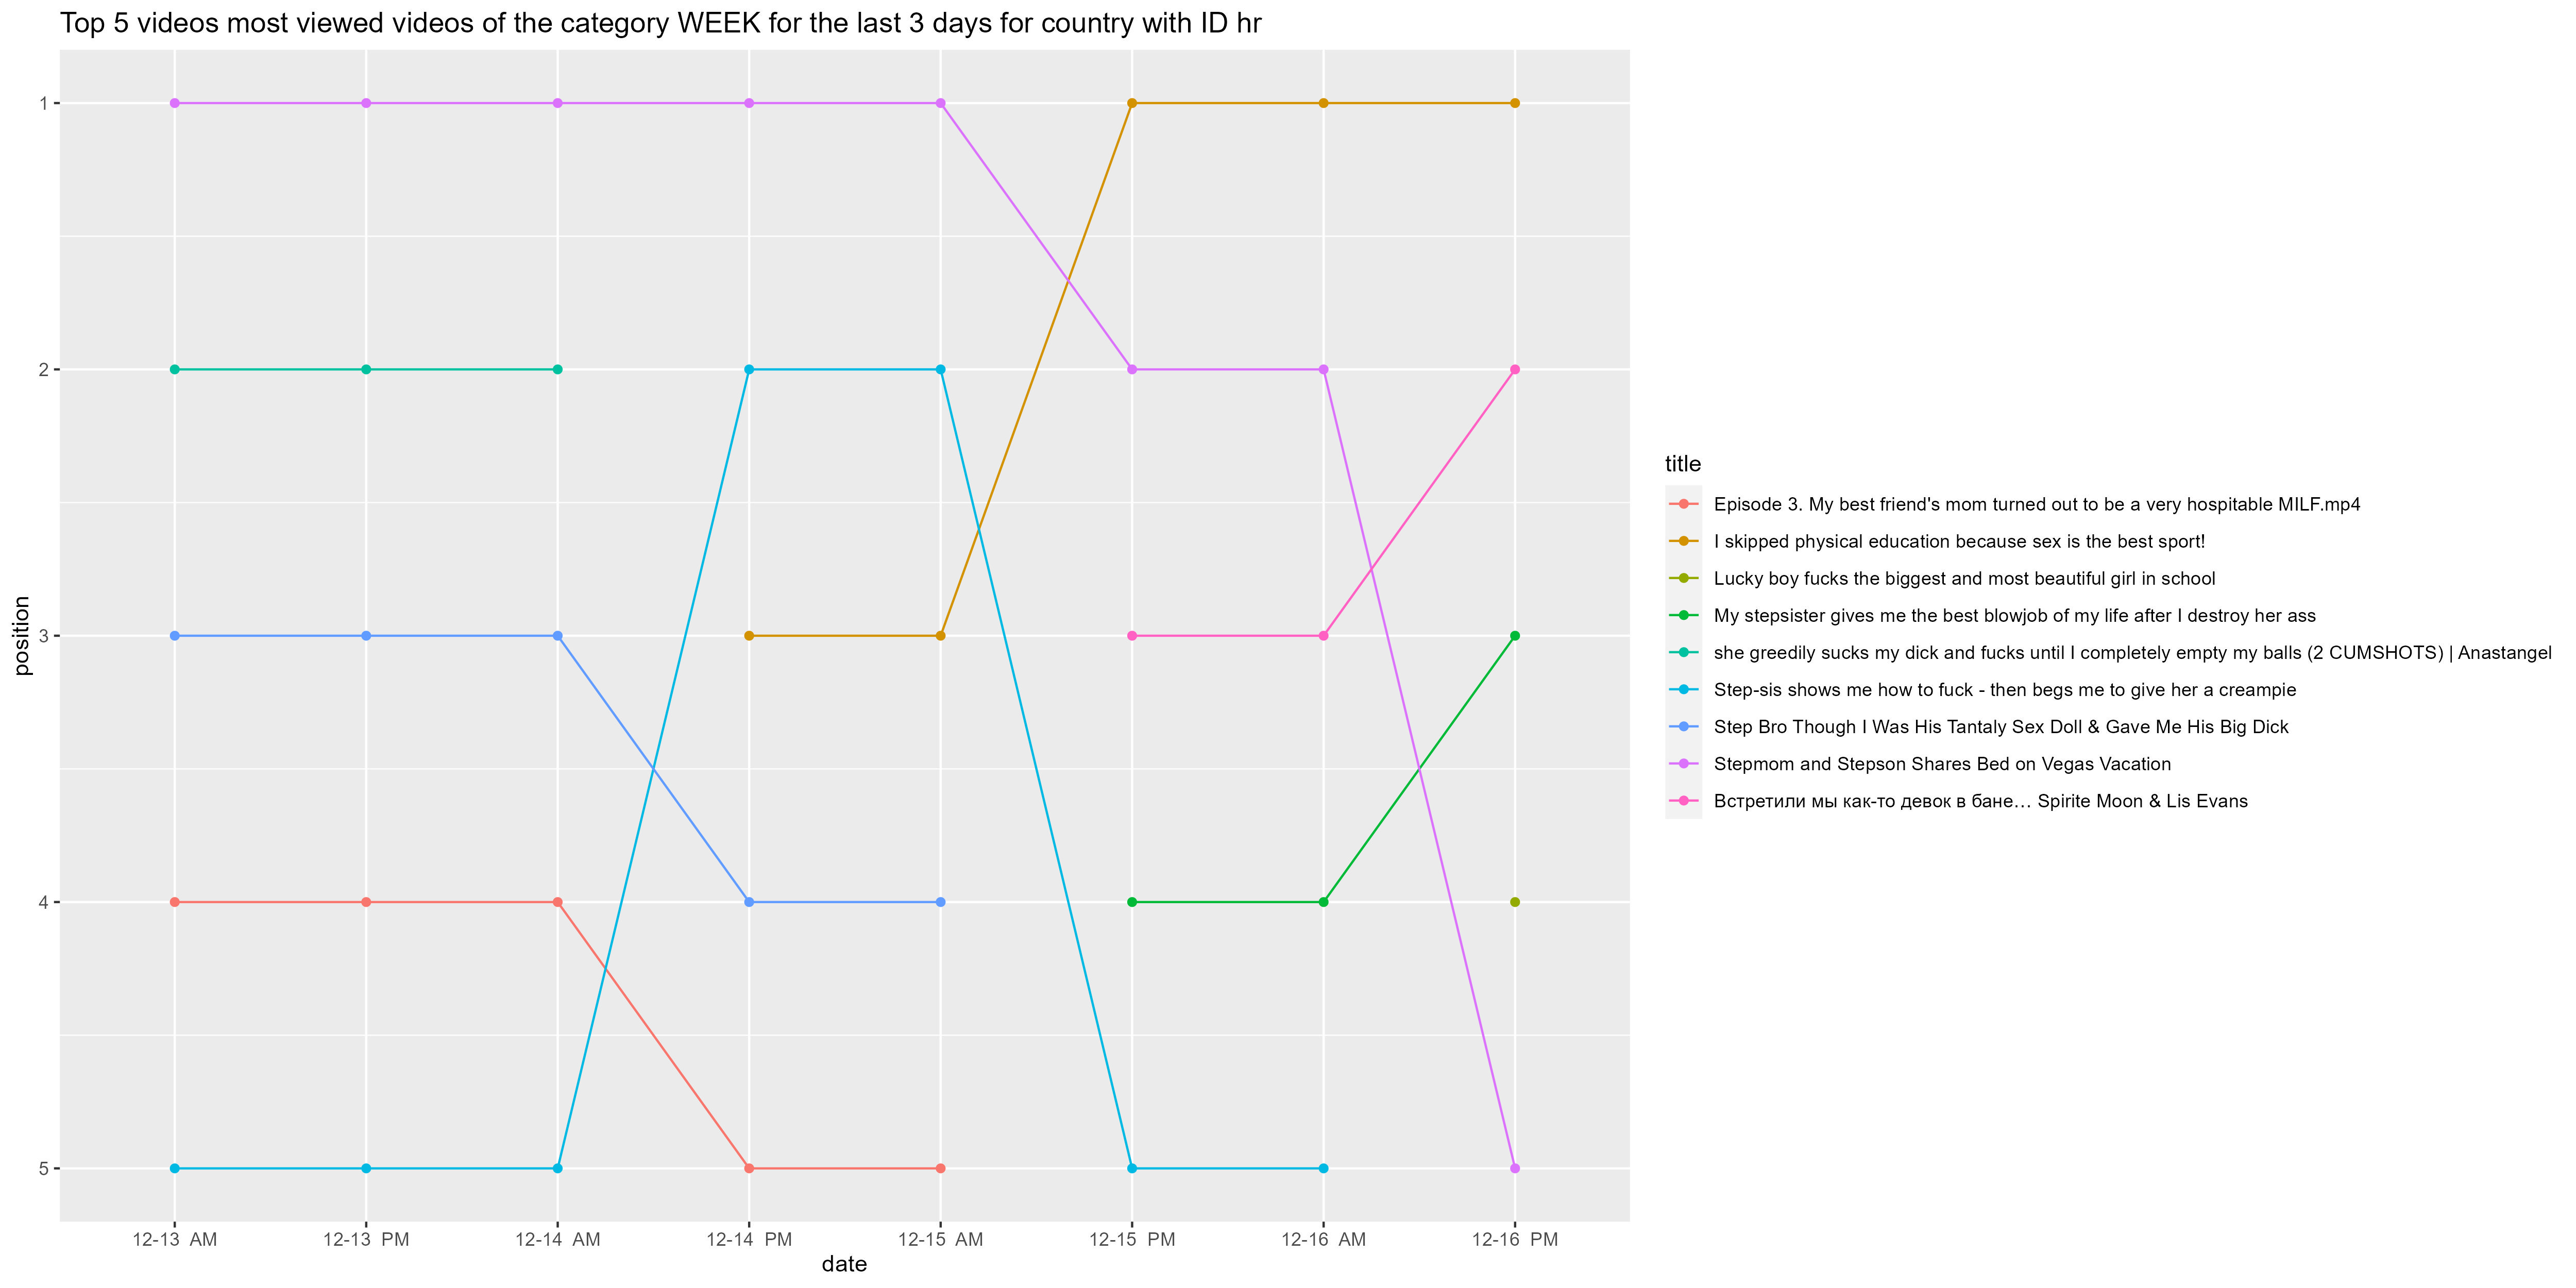 Top 5 videos most viewed videos of the category WEEK for the last 3 days for country with ID hr
position
1
2
3
4
5
12-13 AM
12-13 PM
12-14 AM
12-14 PM
12-15 AM
12-15 PM
12-16 AM
12-16 PM
date
title
Episode 3. My best friend's mom turned out to be a very hospitable MILF.mp4
I skipped physical education because sex is the best sport!
Lucky boy fucks the biggest and most beautiful girl in school
My stepsister gives me the best blowjob of my life after I destroy her ass
she greedily sucks my dick and fucks until I completely empty my balls (2 CUMSHOTS) | Anastangel
Step-sis shows me how to fuck - then begs me to give her a creampie
Step Bro Though I Was His Tantaly Sex Doll & Gave Me His Big Dick
Stepmom and Stepson Shares Bed on Vegas Vacation
Встретили мы как-то девок в бане… Spirite Moon & Lis Evans